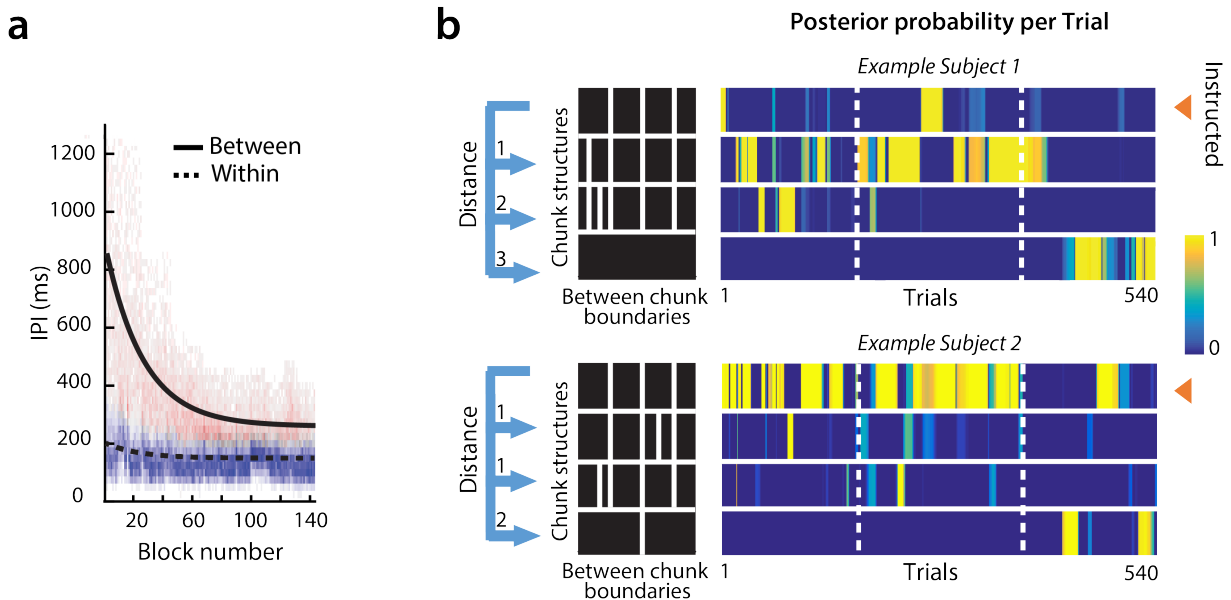 a
1200
1000
800
600
400
200
0
IPI (ms)
Between
Within
20
60
100
140
Block number
b
Posterior probability per Trial
Example Subject 1
Distance
1
2
3
Chunk structures
Between chunk
boundaries
1
Trials
540
Instructed
1
0
Example Subject 2
Distance
1
1
2
Chunk structures
Between chunk
boundaries
1
Trials
540